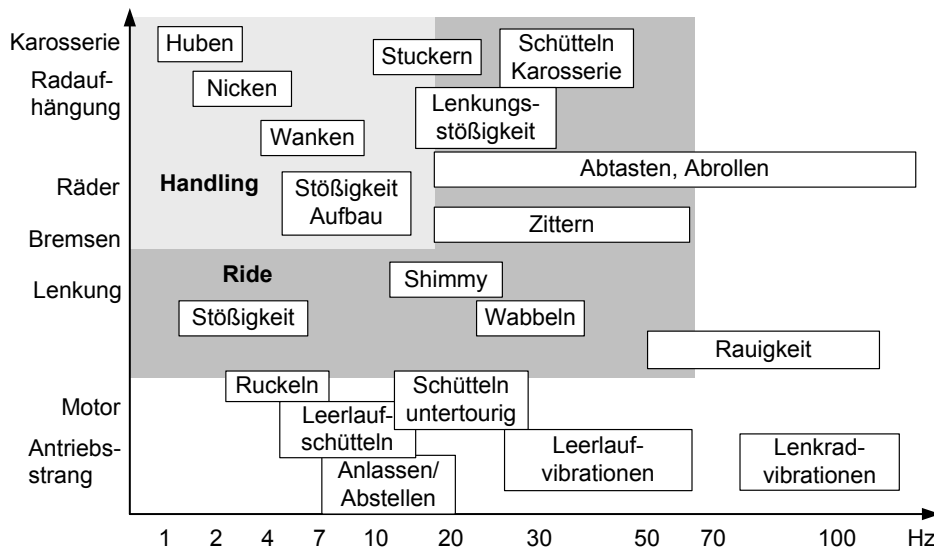 Karosserie
Radauf-
hängung
Räder
Bremsen
Lenkung
Motor
Antriebs-
strang
Huben
Nicken
Wanken
Stuckern
Schütteln
Karosserie
Lenkungs-
stößigkeit
Handling
Stößigkeit
Aufbau
Abtasten, Abrollen
Zittern
Ride
Shimmy
Stößigkeit
Wabbeln
Rauigkeit
Ruckeln
Schütteln
untertourig
Leerlauf-
schütteln
Anlassen/
Abstellen
Leerlauf-
vibrationen
Lenkrad-
vibrationen
1 2 4 7 10 20 30 50 70 100 Hz